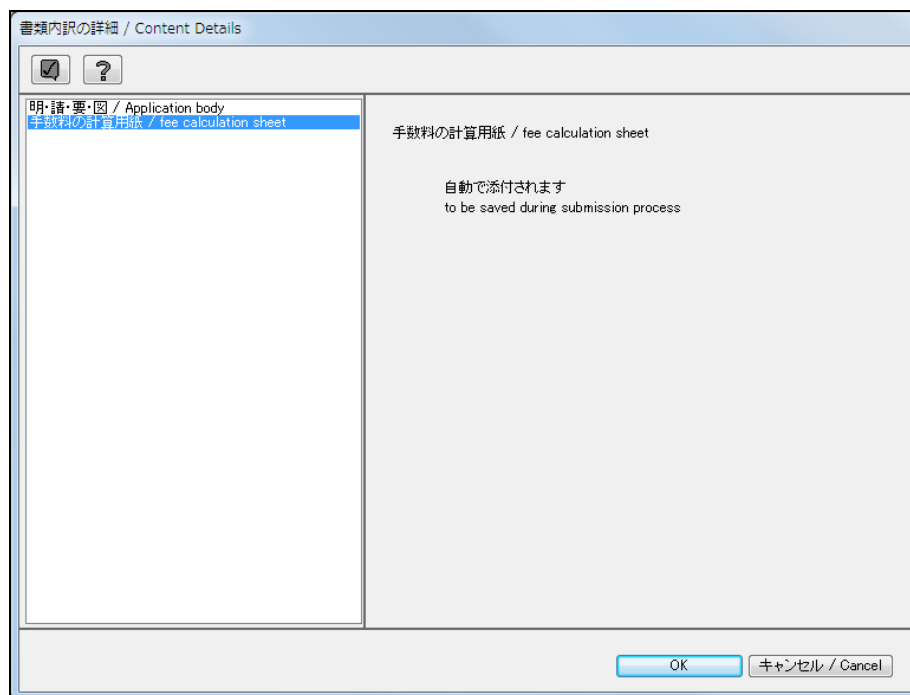 書類内訳の詳細 / Content Details
明・請・要・図 / Application body
手数料の計算用紙 / fee calculation sheet
手数料の計算用紙 / fee calculation sheet
自動で添付されます
to be saved during submission process
OK
キャンセル / Cancel